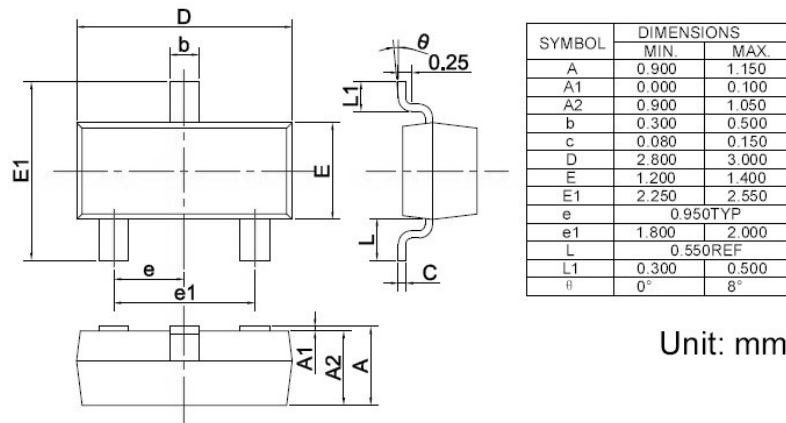 D
b
θ
0.25
L1
E1
E
L
C
e
e1
A1
A2
A
SYMBOL DIMENSIONS
MIN. MAX.
A 0.900 1.150
A1 0.000 0.100
A2 0.900 1.050
b 0.300 0.500
c 0.080 0.150
D 2.800 3.000
E 1.200 1.400
E1 2.250 2.550
e 0.950TYP
e1 1.800 2.000
L 0.550REF
L1 0.300 0.500
θ 0° 8°
Unit: mm